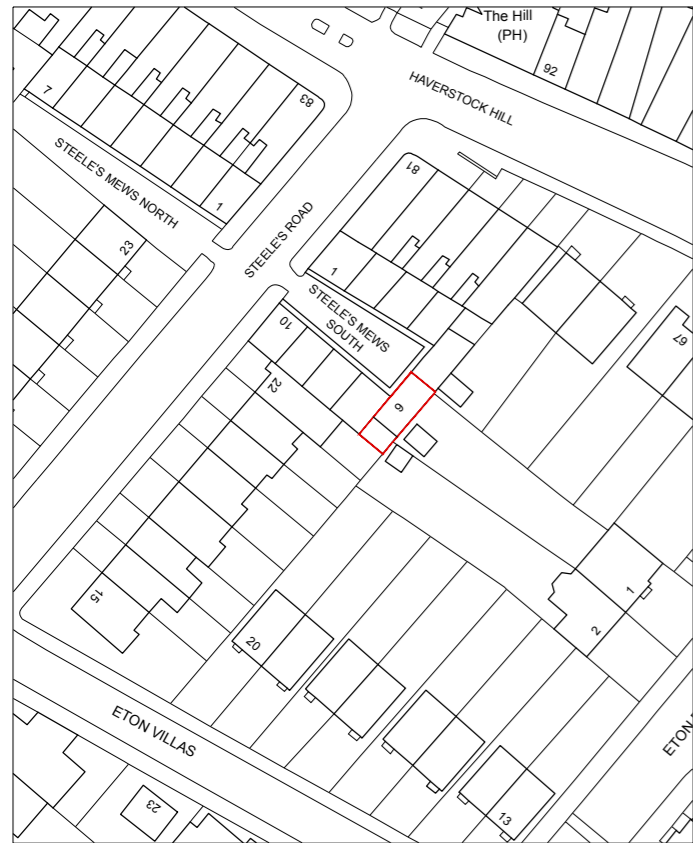 The Hill
(PH)
92
HAVERSTOCK HILL
83
7
STEELE'S MEWS NORTH
1
81
STEELE'S ROAD
23
1
STEELE'S MEWS
SOUTH
10
67
22
6
1
2
15
20
ETON VILLAS
ETON
23
13